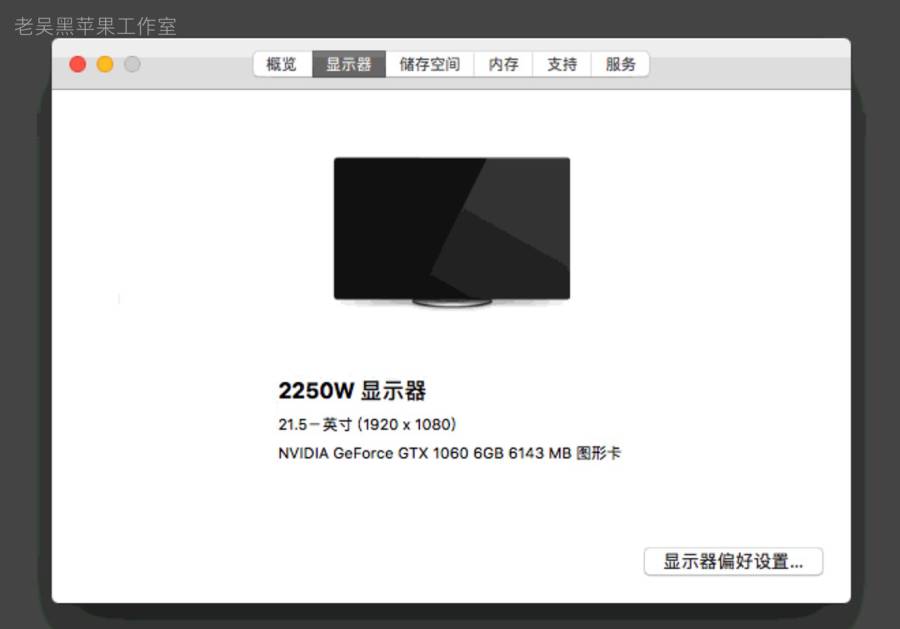 老吴黑苹果工作室
概览 显示器 储存空间 内存 支持 服务
2250W 显示器
21.5－英寸 (1920 x 1080)
NVIDIA GeForce GTX 1060 6GB 6143 MB 图形卡
显示器偏好设置...